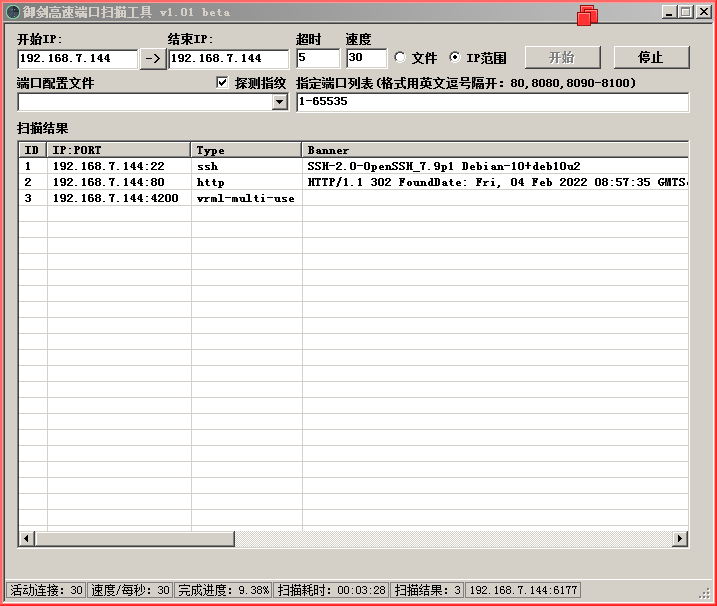 御剑高速端口扫描工具 v1.01 beta
开始IP: 结束IP: 超时 速度
192.168.7.144 -> 192.168.7.144 5 30 文件 IP范围 开始 停止
端口配置文件 探测指纹 指定端口列表(格式用英文逗号隔开: 80,8080,8090-8100)
1-65535
扫描结果
ID IP:PORT Type Banner
1 192.168.7.144:22 ssh SSH-2.0-OpenSSH_7.9p1 Debian-10+deb10u2
2 192.168.7.144:80 http HTTP/1.1 302 FoundDate: Fri, 04 Feb 2022 08:57:35 GMTS
3 192.168.7.144:4200 vrml-multi-use
活动连接: 30 速度/每秒: 30 完成进度: 9.38% 扫描耗时: 00:03:28 扫描结果: 3 192.168.7.144:6177